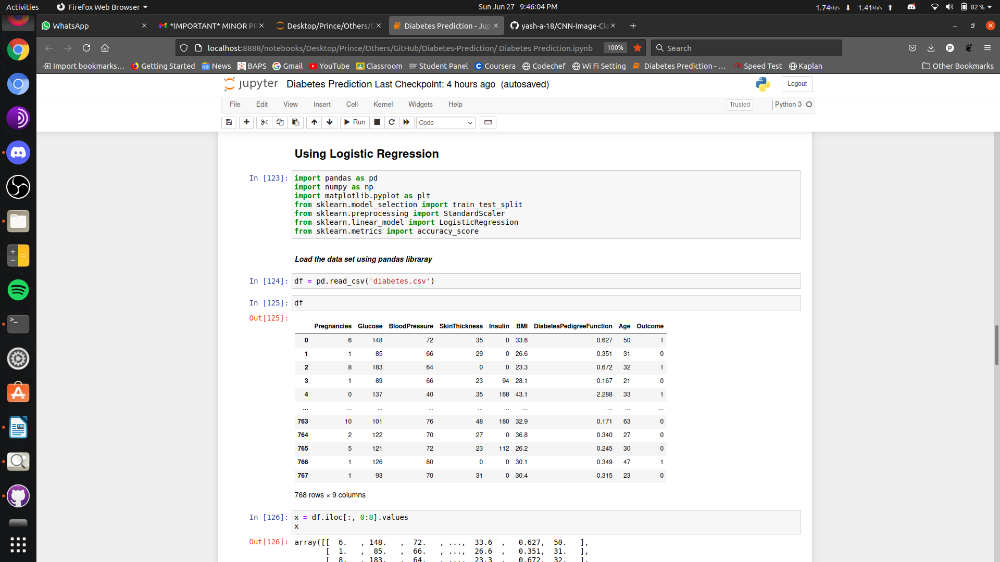 Activities
Firefox Web Browser
Sun Jun 27 9:46:04 PM
1.74kb/s 1.41kb/s 82 %
WhatsApp
*IMPORTANT* MINOR PR
Desktop/Prince/Others/G
Diabetes Prediction - Jup
yash-a-18/CNN-Image-Cla
localhost:8888/notebooks/Desktop/Prince/Others/GitHub/Diabetes-Prediction/ Diabetes Prediction.ipynb
100%
Search
Import bookmarks… Getting Started News BAPS Gmail YouTube Classroom Student Panel Coursera Codechef Wi Fi Setting Diabetes Prediction - … Speed Test Kaplan Other Bookmarks
jupyter Diabetes Prediction Last Checkpoint: 4 hours ago (autosaved)
Logout
File Edit View Insert Cell Kernel Widgets Help
Trusted
Python 3
Run
Code
Using Logistic Regression
In [123]: import pandas as pd
import numpy as np
import matplotlib.pyplot as plt
from sklearn.model_selection import train_test_split
from sklearn.preprocessing import StandardScaler
from sklearn.linear_model import LogisticRegression
from sklearn.metrics import accuracy_score
Load the data set using pandas libraray
In [124]: df = pd.read_csv('diabetes.csv')
In [125]: df
Out[125]:
Pregnancies Glucose BloodPressure SkinThickness Insulin BMI DiabetesPedigreeFunction Age Outcome
0 6 148 72 35 0 33.6 0.627 50 1
1 1 85 66 29 0 26.6 0.351 31 0
2 8 183 64 0 0 23.3 0.672 32 1
3 1 89 66 23 94 28.1 0.167 21 0
4 0 137 40 35 168 43.1 2.288 33 1
... ... ... ... ... ... ... ... ... ...
763 10 101 76 48 180 32.9 0.171 63 0
764 2 122 70 27 0 36.8 0.340 27 0
765 5 121 72 23 112 26.2 0.245 30 0
766 1 126 60 0 0 30.1 0.349 47 1
767 1 93 70 31 0 30.4 0.315 23 0
768 rows × 9 columns
In [126]: x = df.iloc[:, 0:8].values
x
Out[126]: array([[ 6. , 148. , 72. , ..., 33.6 , 0.627, 50. ],
[ 1. , 85. , 66. , ..., 26.6 , 0.351, 31. ],
[ 8. , 183. , 64. , ..., 23.3 , 0.672, 32. ],